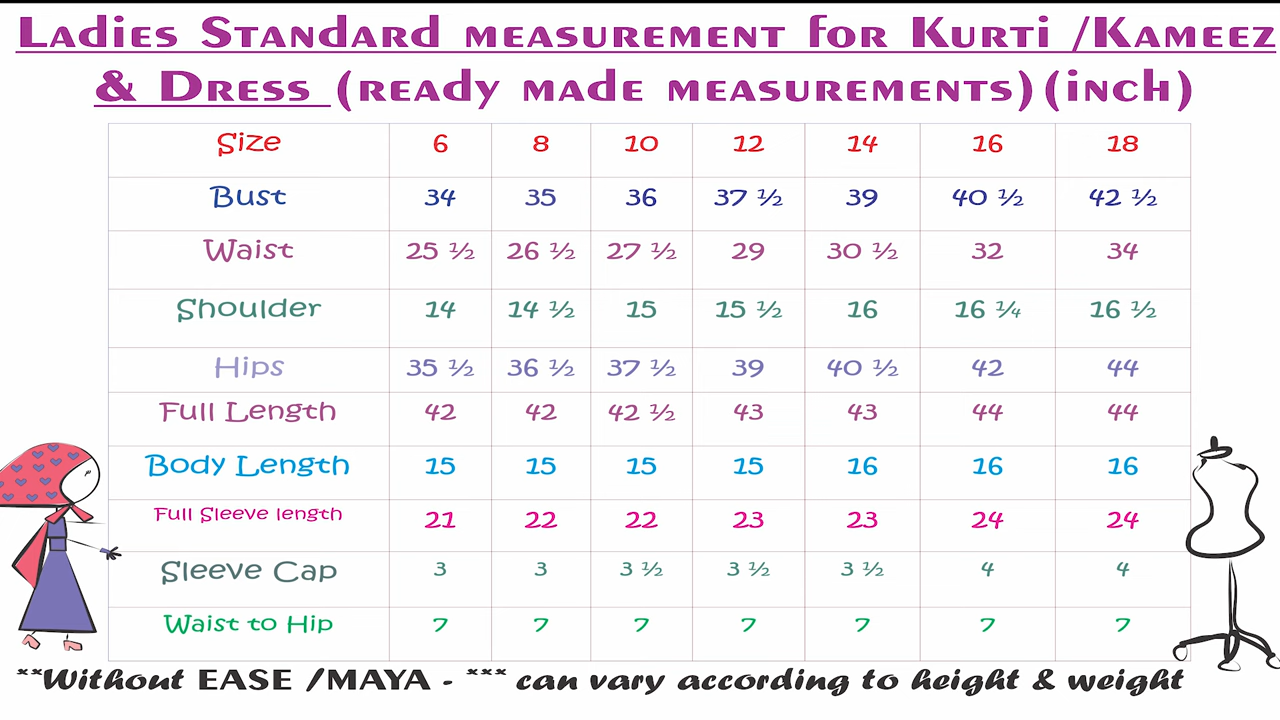 Ladies Standard measurement for Kurti /Kameez
& Dress (ready made measurements)(inch)
Size 6 8 10 12 14 16 18
Bust 34 35 36 37 ½ 39 40 ½ 42 ½
Waist 25 ½ 26 ½ 27 ½ 29 30 ½ 32 34
Shoulder 14 14 ½ 15 15 ½ 16 16 ¼ 16 ½
Hips 35 ½ 36 ½ 37 ½ 39 40 ½ 42 44
Full Length 42 42 42 ½ 43 43 44 44
Body Length 15 15 15 15 16 16 16
Full Sleeve length 21 22 22 23 23 24 24
Sleeve Cap 3 3 3 ½ 3 ½ 3 ½ 4 4
Waist to Hip 7 7 7 7 7 7 7
**Without EASE /MAYA - *** can vary according to height & weight